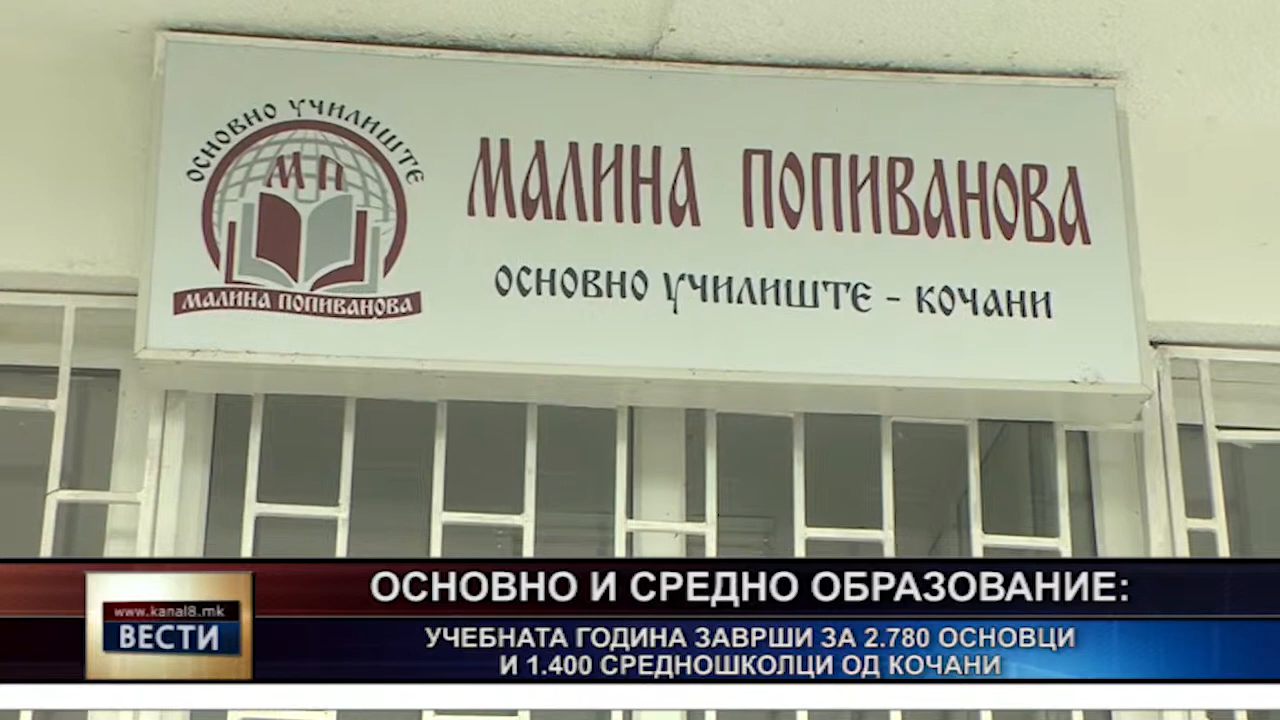 ОСНОВНО УЧИЛИШТЕ
МП
МАЛИНА ПОПИВАНОВА
МАЛИНА ПОПИВАНОВА
ОСНОВНО УЧИЛИШТЕ - КОЧАНИ
ОСНОВНО И СРЕДНО ОБРАЗОВАНИЕ:
www.kanal8.mk
ВЕСТИ
УЧЕБНАТА ГОДИНА ЗАВРШИ ЗА 2.780 ОСНОВЦИ
И 1.400 СРЕДНОШКОЛЦИ ОД КОЧАНИ